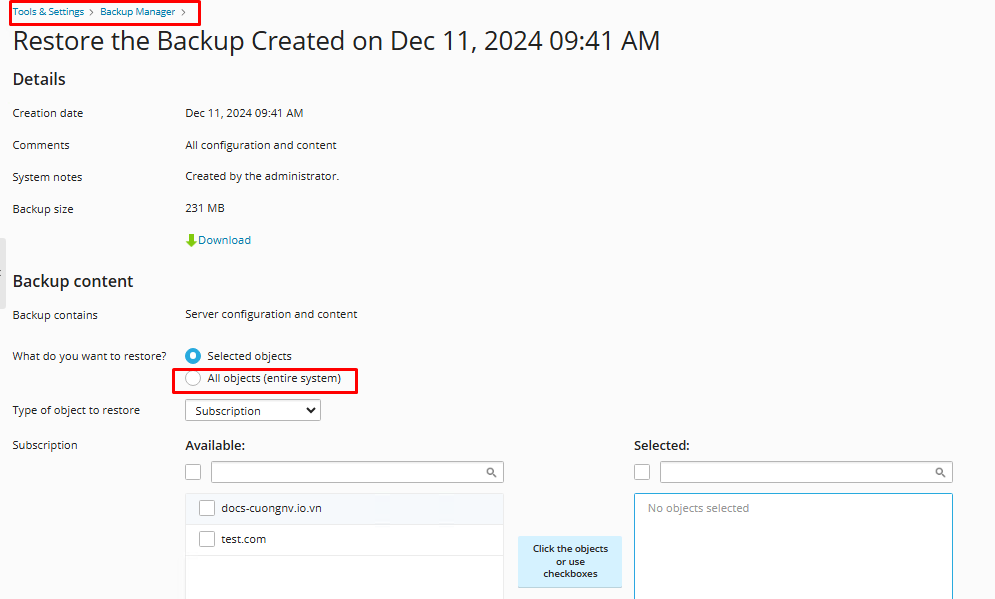 Tools & Settings > Backup Manager >
Restore the Backup Created on Dec 11, 2024 09:41 AM
Details
Creation date Dec 11, 2024 09:41 AM
Comments All configuration and content
System notes Created by the administrator.
Backup size 231 MB
Download
Backup content
Backup contains Server configuration and content
What do you want to restore? Selected objects
All objects (entire system)
Type of object to restore Subscription
Subscription Available: Selected:
docs-cuongnv.io.vn No objects selected
test.com
Click the objects
or use
checkboxes